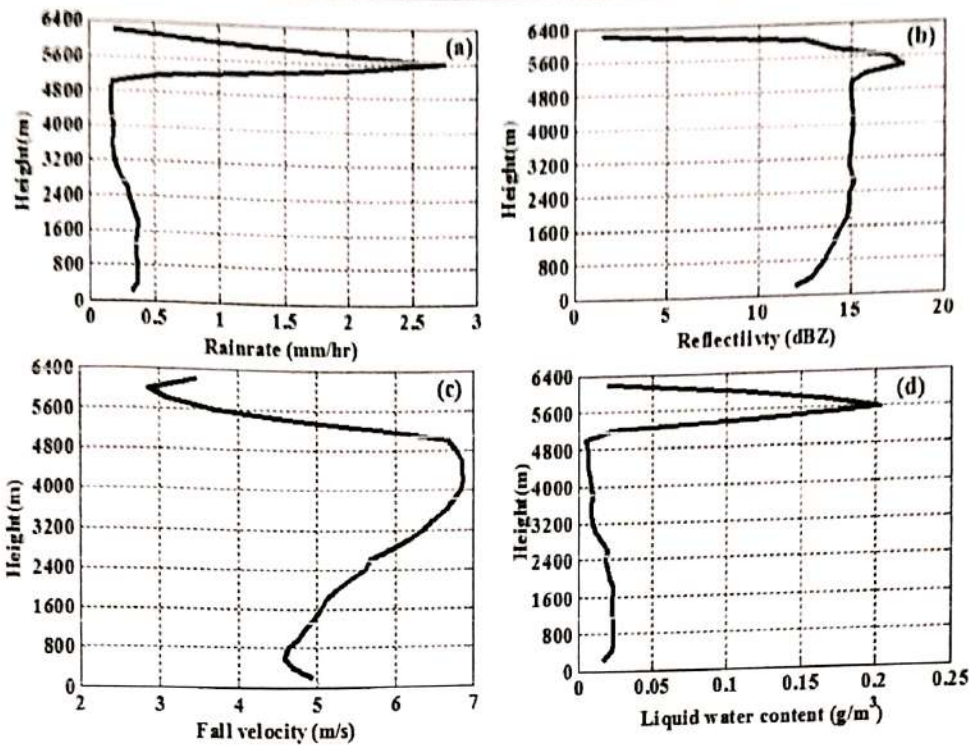 6400
5600
4800
4000
3200
2400
1600
800
0
Height(m)
(a)
0 0.5 1 1.5 2 2.5 3
Rainrate (mm/hr)
6400
5600
4800
4000
3200
2400
1600
800
0
Height(m)
(b)
0 5 10 15 20
Reflectilivty (dBZ)
6400
5600
4800
4000
3200
2400
1600
800
0
Height(m)
(c)
2 3 4 5 6 7
Fall velocity (m/s)
6400
5600
4800
4000
3200
2400
1600
800
0
Height(m)
(d)
0 0.05 0.1 0.15 0.2 0.25
Liquid water content (g/m³)